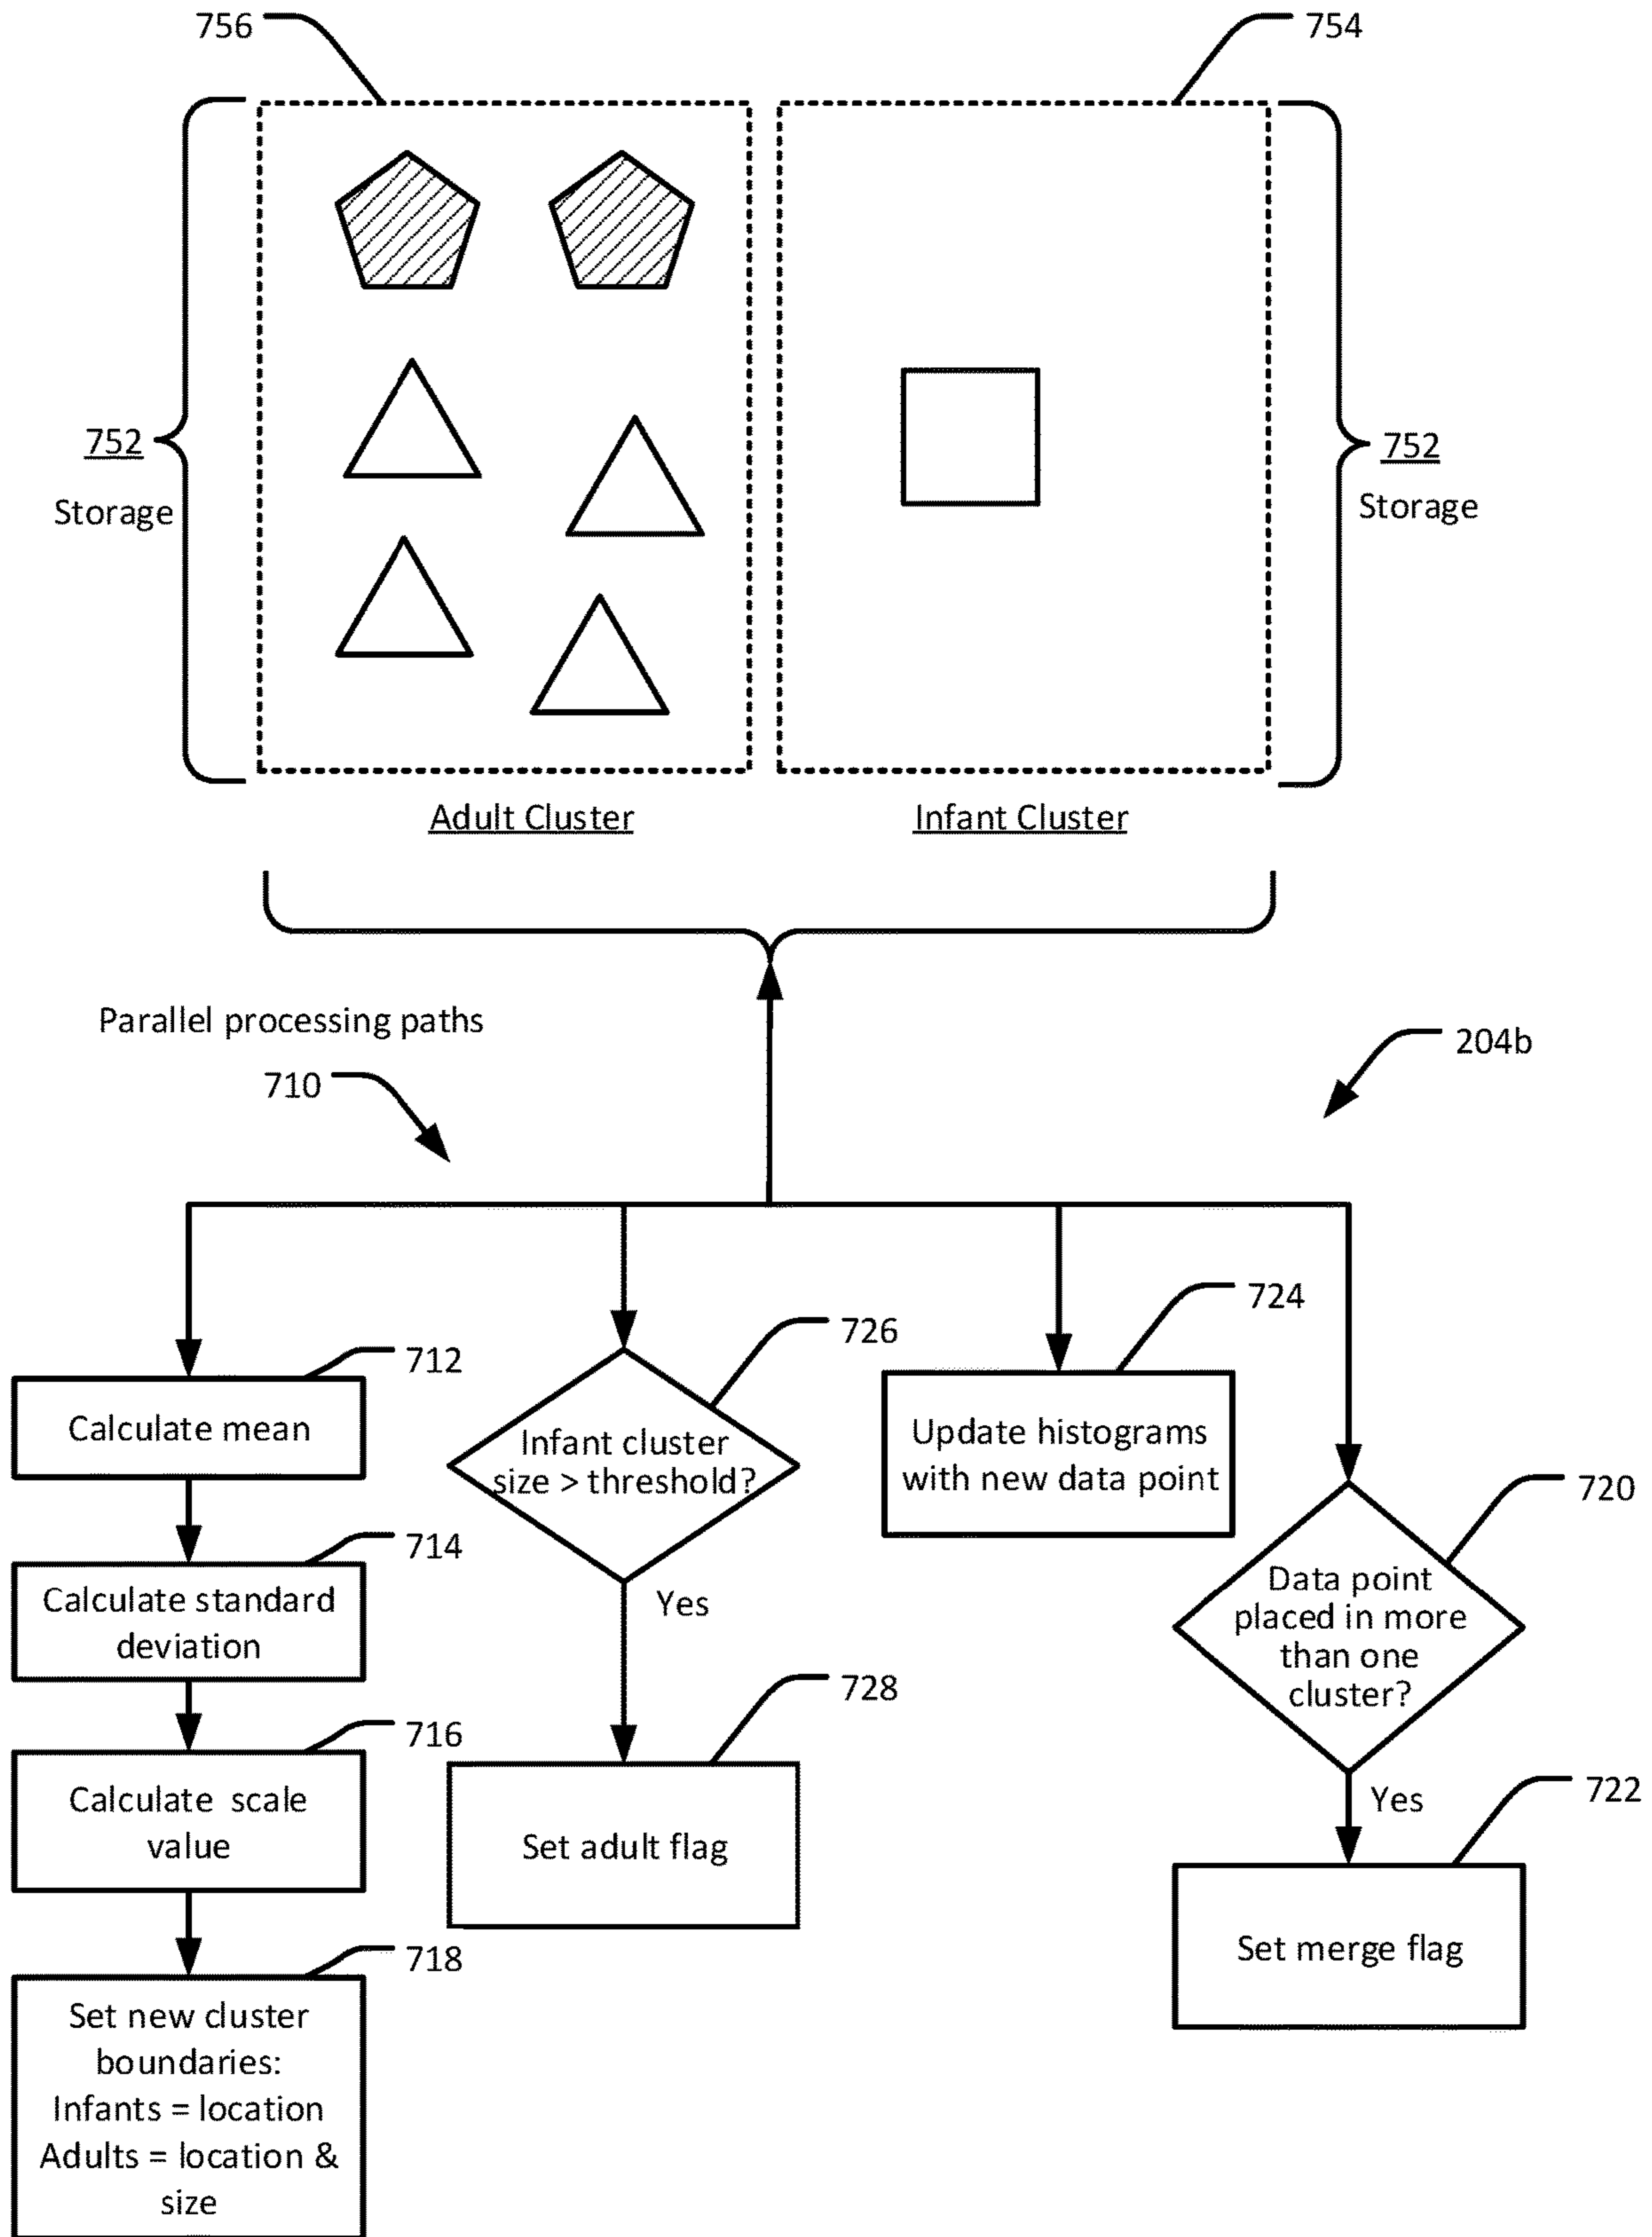 756
754
752
Storage
752
Storage
Adult Cluster
Infant Cluster
Parallel processing paths
710
204b
712
Calculate mean
714
Calculate standard
deviation
716
Calculate scale
value
718
Set new cluster
boundaries:
Infants = location
Adults = location &
size
726
Infant cluster
size > threshold?
Yes
728
Set adult flag
724
Update histograms
with new data point
720
Data point
placed in more
than one
cluster?
Yes
722
Set merge flag